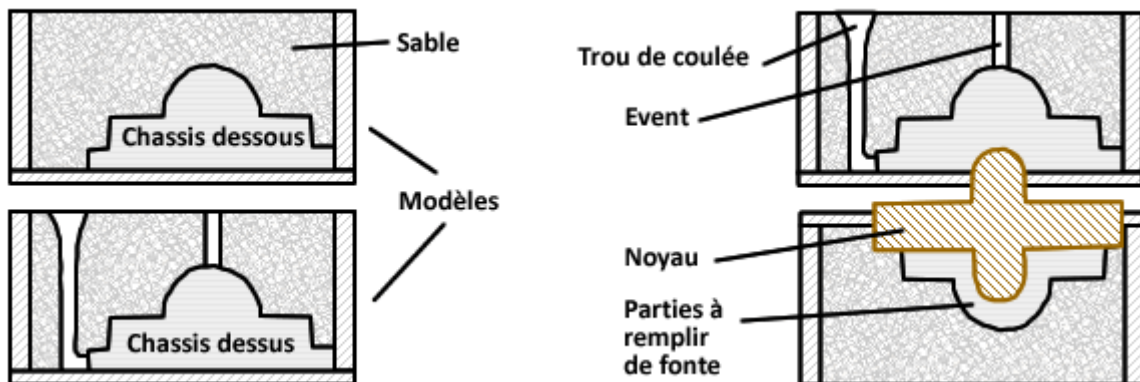 Sable
Chassis dessous
Modèles
Chassis dessus
Trou de coulée
Event
Noyau
Parties à
remplir
de fonte